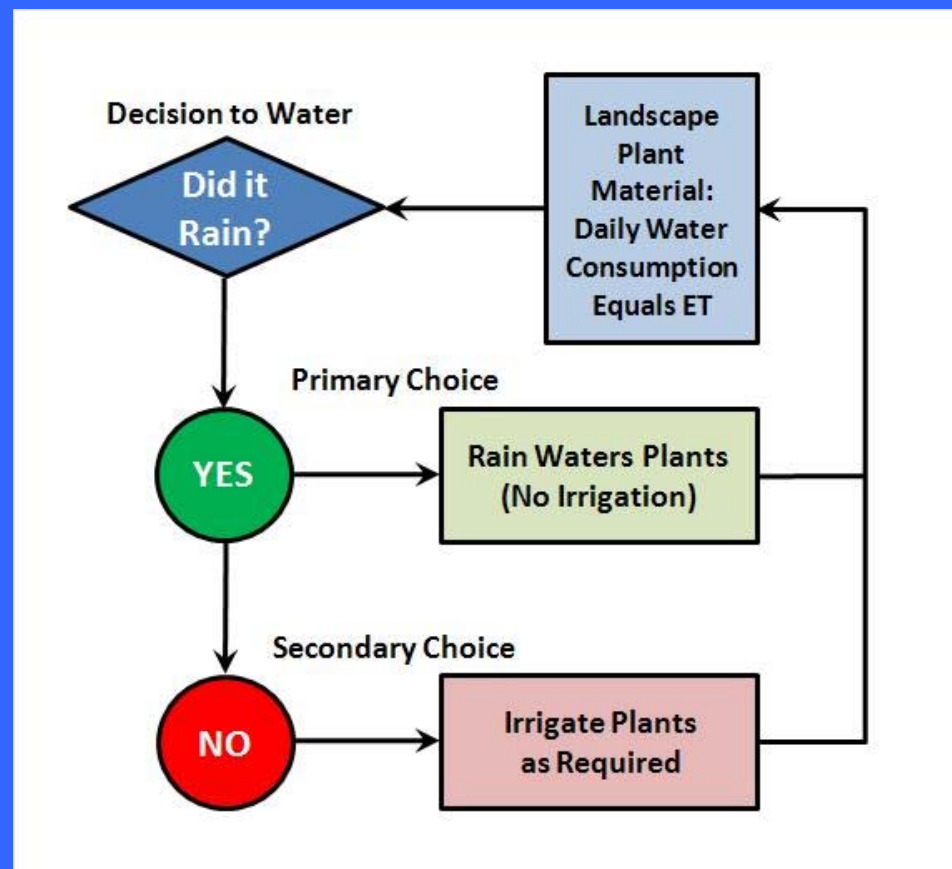 Decision to Water
Did it
Rain?
Landscape
Plant
Material:
Daily Water
Consumption
Equals ET
Primary Choice
YES
Rain Waters Plants
(No Irrigation)
Secondary Choice
NO
Irrigate Plants
as Required